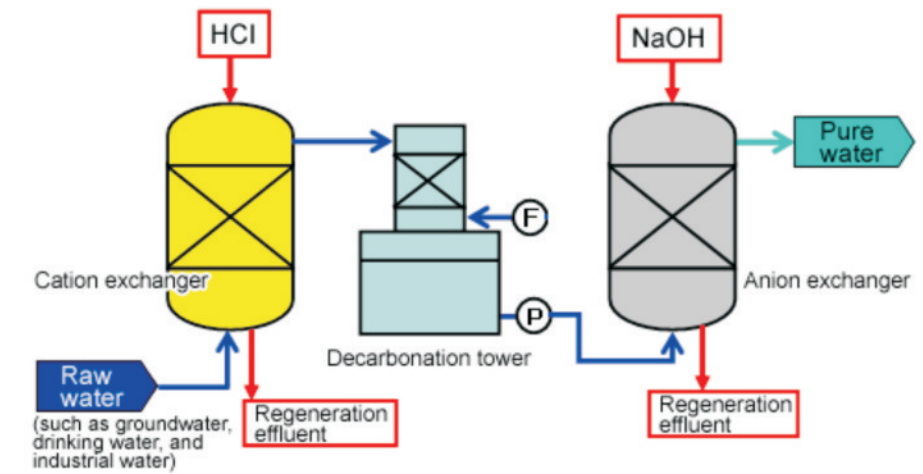 HCl
NaOH
Pure
water
F
Cation exchanger
Anion exchanger
P
Decarbonation tower
Raw
water
(such as groundwater,
drinking water, and
industrial water)
Regeneration
effluent
Regeneration
effluent